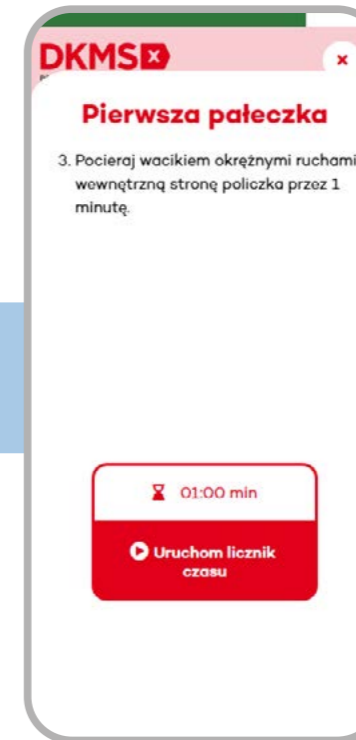 DKMS
x
Pierwsza pałeczka
3. Pocieraj wacikiem okrężnymi ruchami
wewnętrzną stronę policzka przez 1
minutę.
01:00 min
Uruchom licznik
czasu